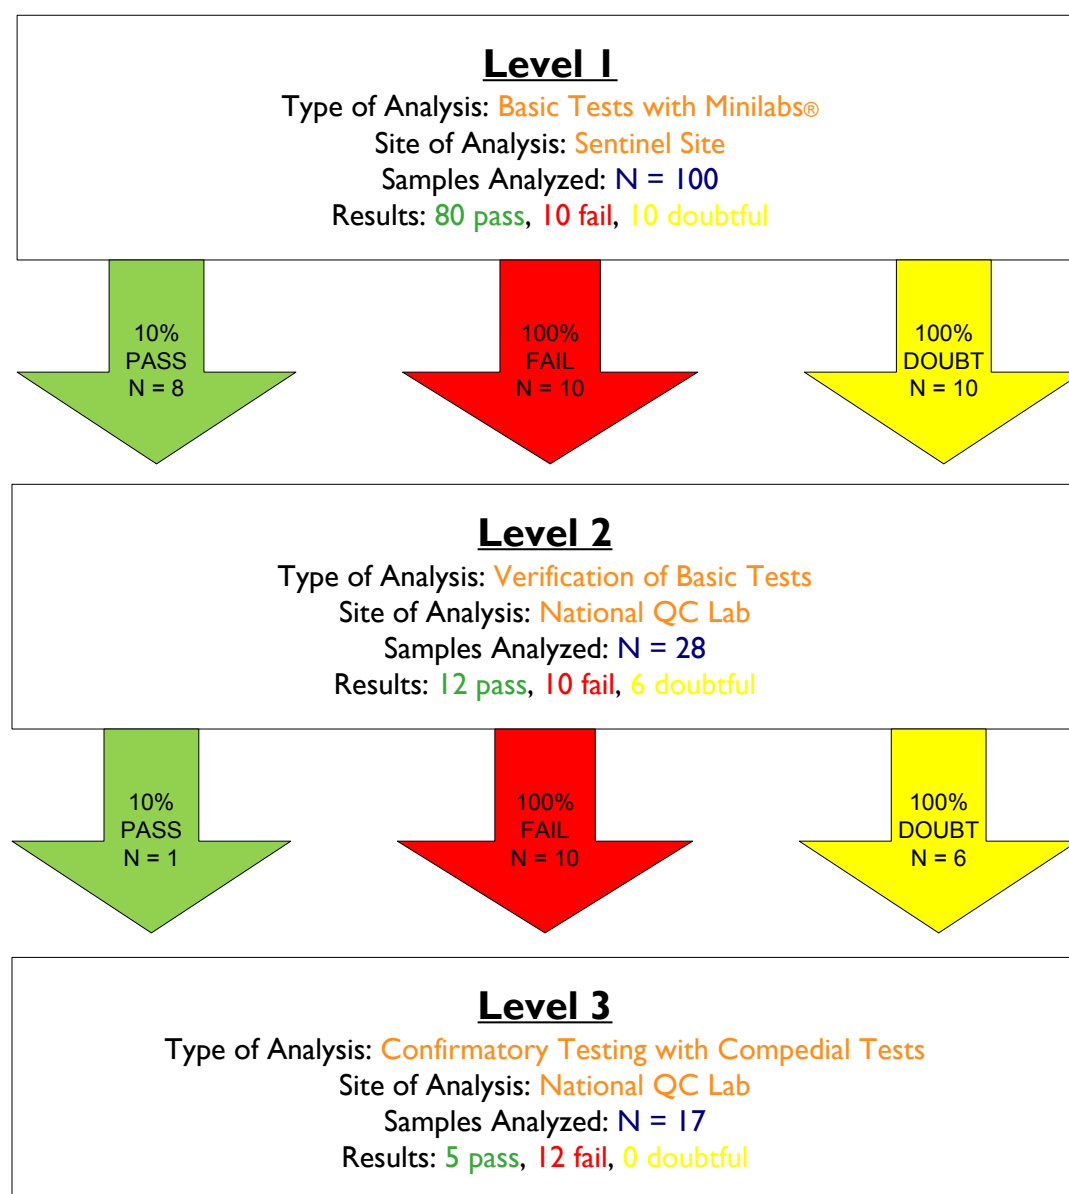 Level 1
Type of Analysis: Basic Tests with Minilabs®
Site of Analysis: Sentinel Site
Samples Analyzed: N = 100
Results: 80 pass, 10 fail, 10 doubtful
10%
PASS
N = 8
100%
FAIL
N = 10
100%
DOUBT
N = 10
Level 2
Type of Analysis: Verification of Basic Tests
Site of Analysis: National QC Lab
Samples Analyzed: N = 28
Results: 12 pass, 10 fail, 6 doubtful
10%
PASS
N = 1
100%
FAIL
N = 10
100%
DOUBT
N = 6
Level 3
Type of Analysis: Confirmatory Testing with Compedial Tests
Site of Analysis: National QC Lab
Samples Analyzed: N = 17
Results: 5 pass, 12 fail, 0 doubtful